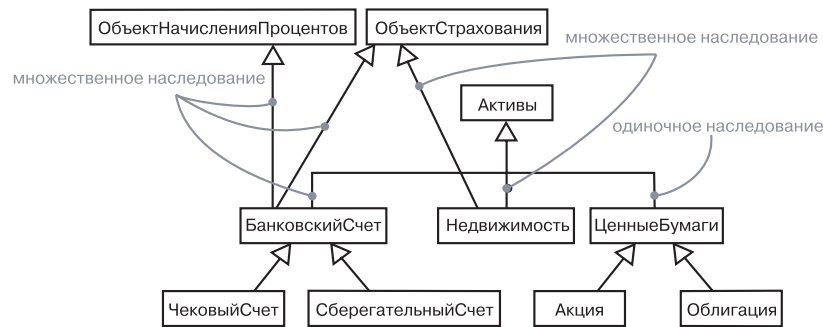 ОбъектНачисленияПроцентов
ОбъектСтрахования
множественное наследование
множественное наследование
Активы
одиночное наследование
БанковскийСчет
Недвижимость
ЦенныеБумаги
ЧековыйСчет
СберегательныйСчет
Акция
Облигация